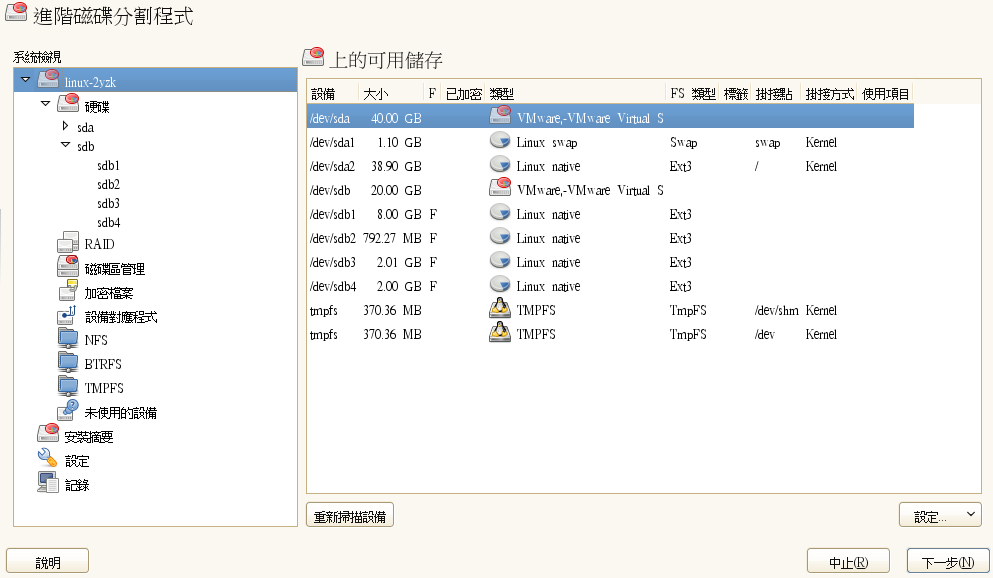 進階磁碟分割程式
系統檢視
linux-2yzk
硬碟
sda
sdb
sdb1
sdb2
sdb3
sdb4
RAID
磁碟區管理
加密檔案
設備對應程式
NFS
BTRFS
TMPFS
未使用的設備
安裝摘要
設定
記錄
上的可用儲存
設備 大小 F 已加密 類型 FS 類型 標籤 掛接點 掛接方式 使用項目
/dev/sda 40.00 GB VMware,-VMware Virtual S
/dev/sda1 1.10 GB Linux swap Swap swap Kernel
/dev/sda2 38.90 GB Linux native Ext3 / Kernel
/dev/sdb 20.00 GB VMware,-VMware Virtual S
/dev/sdb1 8.00 GB F Linux native Ext3
/dev/sdb2 792.27 MB F Linux native Ext3
/dev/sdb3 2.01 GB F Linux native Ext3
/dev/sdb4 2.00 GB F Linux native Ext3
tmpfs 370.36 MB TMPFS TmpFS /dev/shm Kernel
tmpfs 370.36 MB TMPFS TmpFS /dev Kernel
重新掃描設備
設定...
說明
中止(R)
下一步(N)